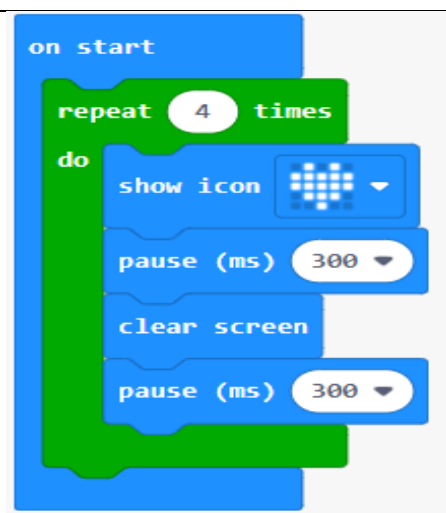 on start
repeat 4 times
do
show icon
pause (ms) 300
clear screen
pause (ms) 300